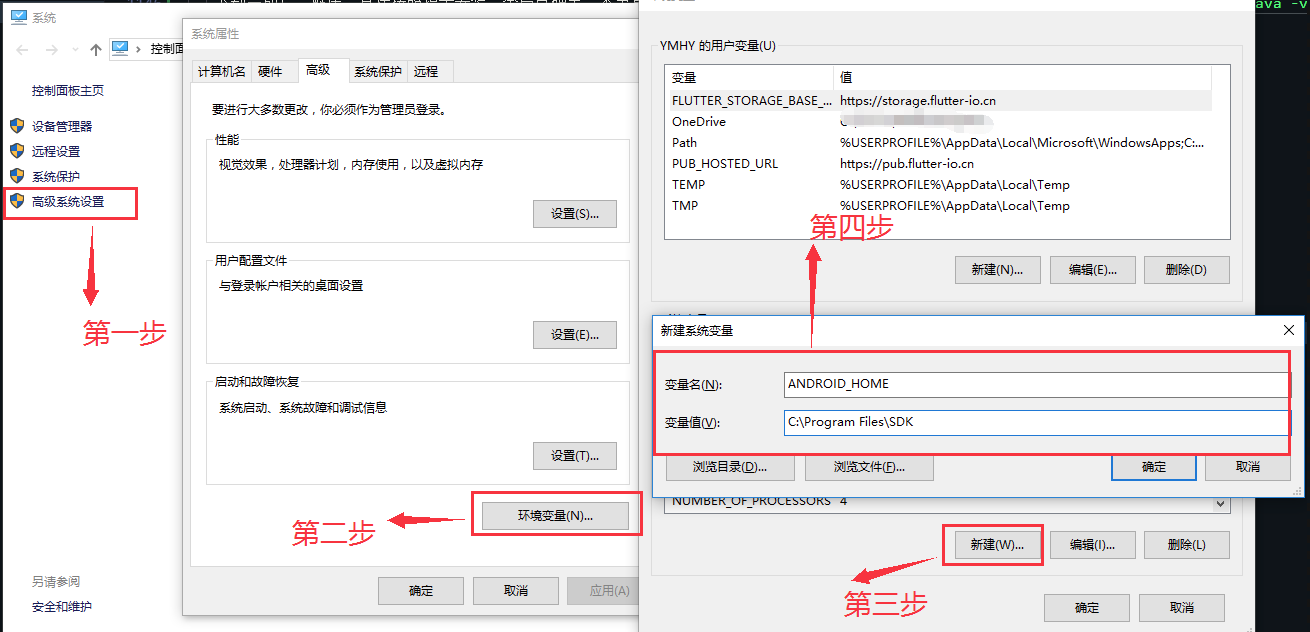 系统
控制面
控制面板主页
设备管理器
远程设置
系统保护
高级系统设置
第一步
另请参阅
安全和维护
系统属性
计算机名 硬件 高级 系统保护 远程
要进行大多数更改，你必须作为管理员登录。
性能
视觉效果，处理器计划，内存使用，以及虚拟内存
设置(S)...
用户配置文件
与登录帐户相关的桌面设置
设置(E)...
启动和故障恢复
系统启动、系统故障和调试信息
设置(T)...
环境变量(N)...
第二步
确定 取消 应用(A)
YMHY 的用户变量(U)
变量 值
FLUTTER_STORAGE_BASE_... https://storage.flutter-io.cn
OneDrive
Path %USERPROFILE%\AppData\Local\Microsoft\WindowsApps;C:...
PUB_HOSTED_URL https://pub.flutter-io.cn
TEMP %USERPROFILE%\AppData\Local\Temp
TMP %USERPROFILE%\AppData\Local\Temp
第四步
新建(N)... 编辑(E)... 删除(D)
新建系统变量
变量名(N): ANDROID_HOME
变量值(V): C:\Program Files\SDK
浏览目录(D)... 浏览文件(F)... 确定 取消
NUMBER_OF_PROCESSORS 4
新建(W)... 编辑(I)... 删除(L)
第三步
确定 取消
ava -v